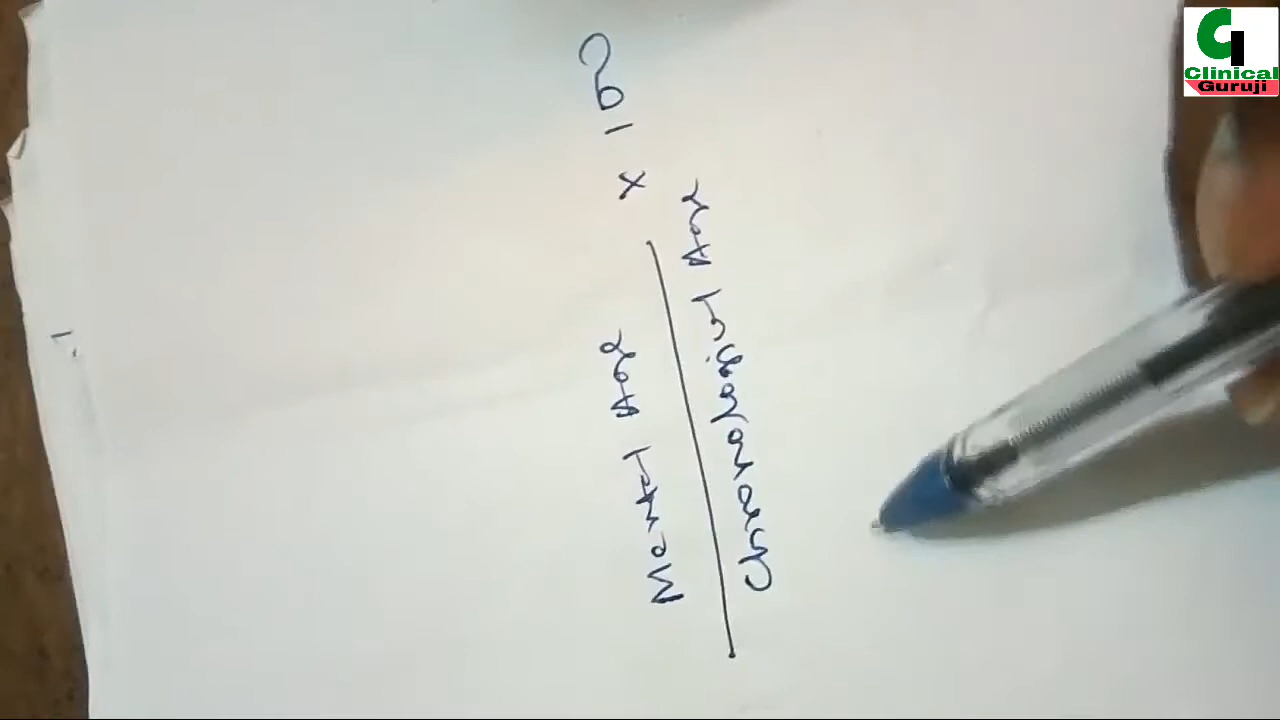 Mental Age
x 100
Chronological Age
Clinical
Guruji